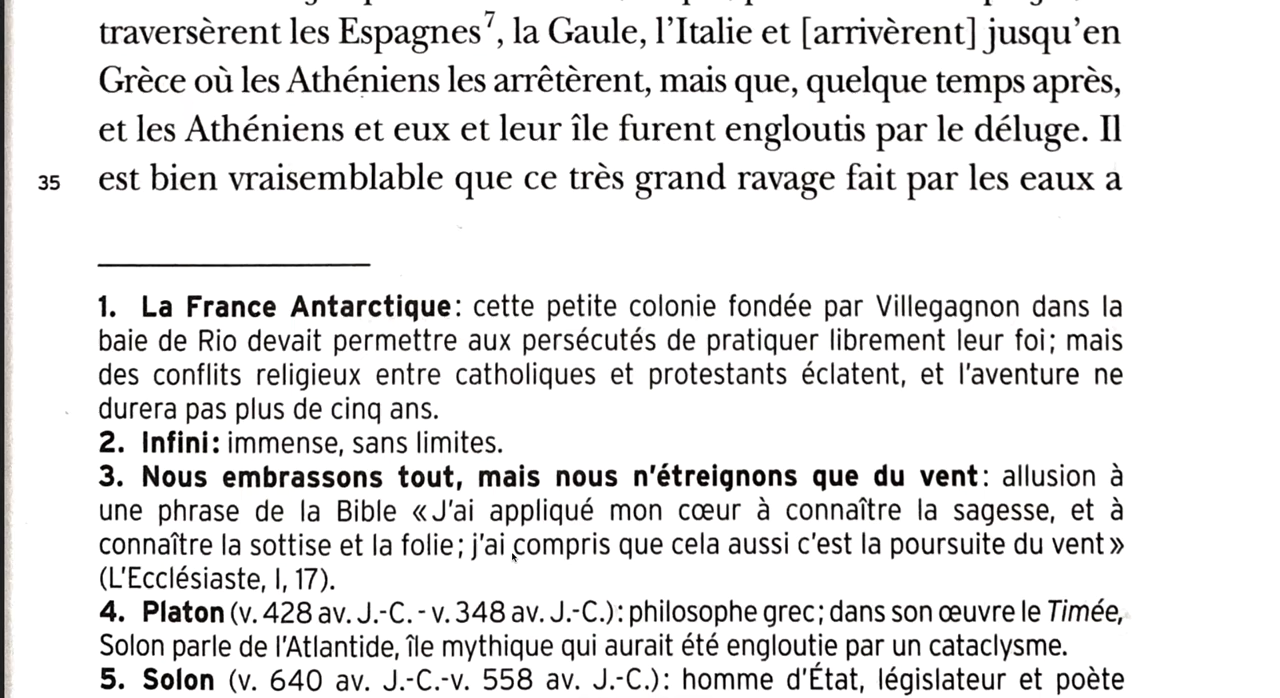 traversèrent les Espagnes7, la Gaule, l'Italie et [arrivèrent] jusqu'en
Grèce où les Athéniens les arrêtèrent, mais que, quelque temps après,
et les Athéniens et eux et leur île furent engloutis par le déluge. Il
35 est bien vraisemblable que ce très grand ravage fait par les eaux a
1. La France Antarctique : cette petite colonie fondée par Villegagnon dans la
baie de Rio devait permettre aux persécutés de pratiquer librement leur foi ; mais
des conflits religieux entre catholiques et protestants éclatent, et l'aventure ne
durera pas plus de cinq ans.
2. Infini : immense, sans limites.
3. Nous embrassons tout, mais nous n'étreignons que du vent : allusion à
une phrase de la Bible « J'ai appliqué mon cœur à connaître la sagesse, et à
connaître la sottise et la folie ; j'ai compris que cela aussi c'est la poursuite du vent »
(L'Ecclésiaste, I, 17).
4. Platon (v. 428 av. J.-C. - v. 348 av. J.-C.) : philosophe grec ; dans son œuvre le Timée,
Solon parle de l'Atlantide, île mythique qui aurait été engloutie par un cataclysme.
5. Solon (v. 640 av. J.-C.-v. 558 av. J.-C.) : homme d'État, législateur et poète